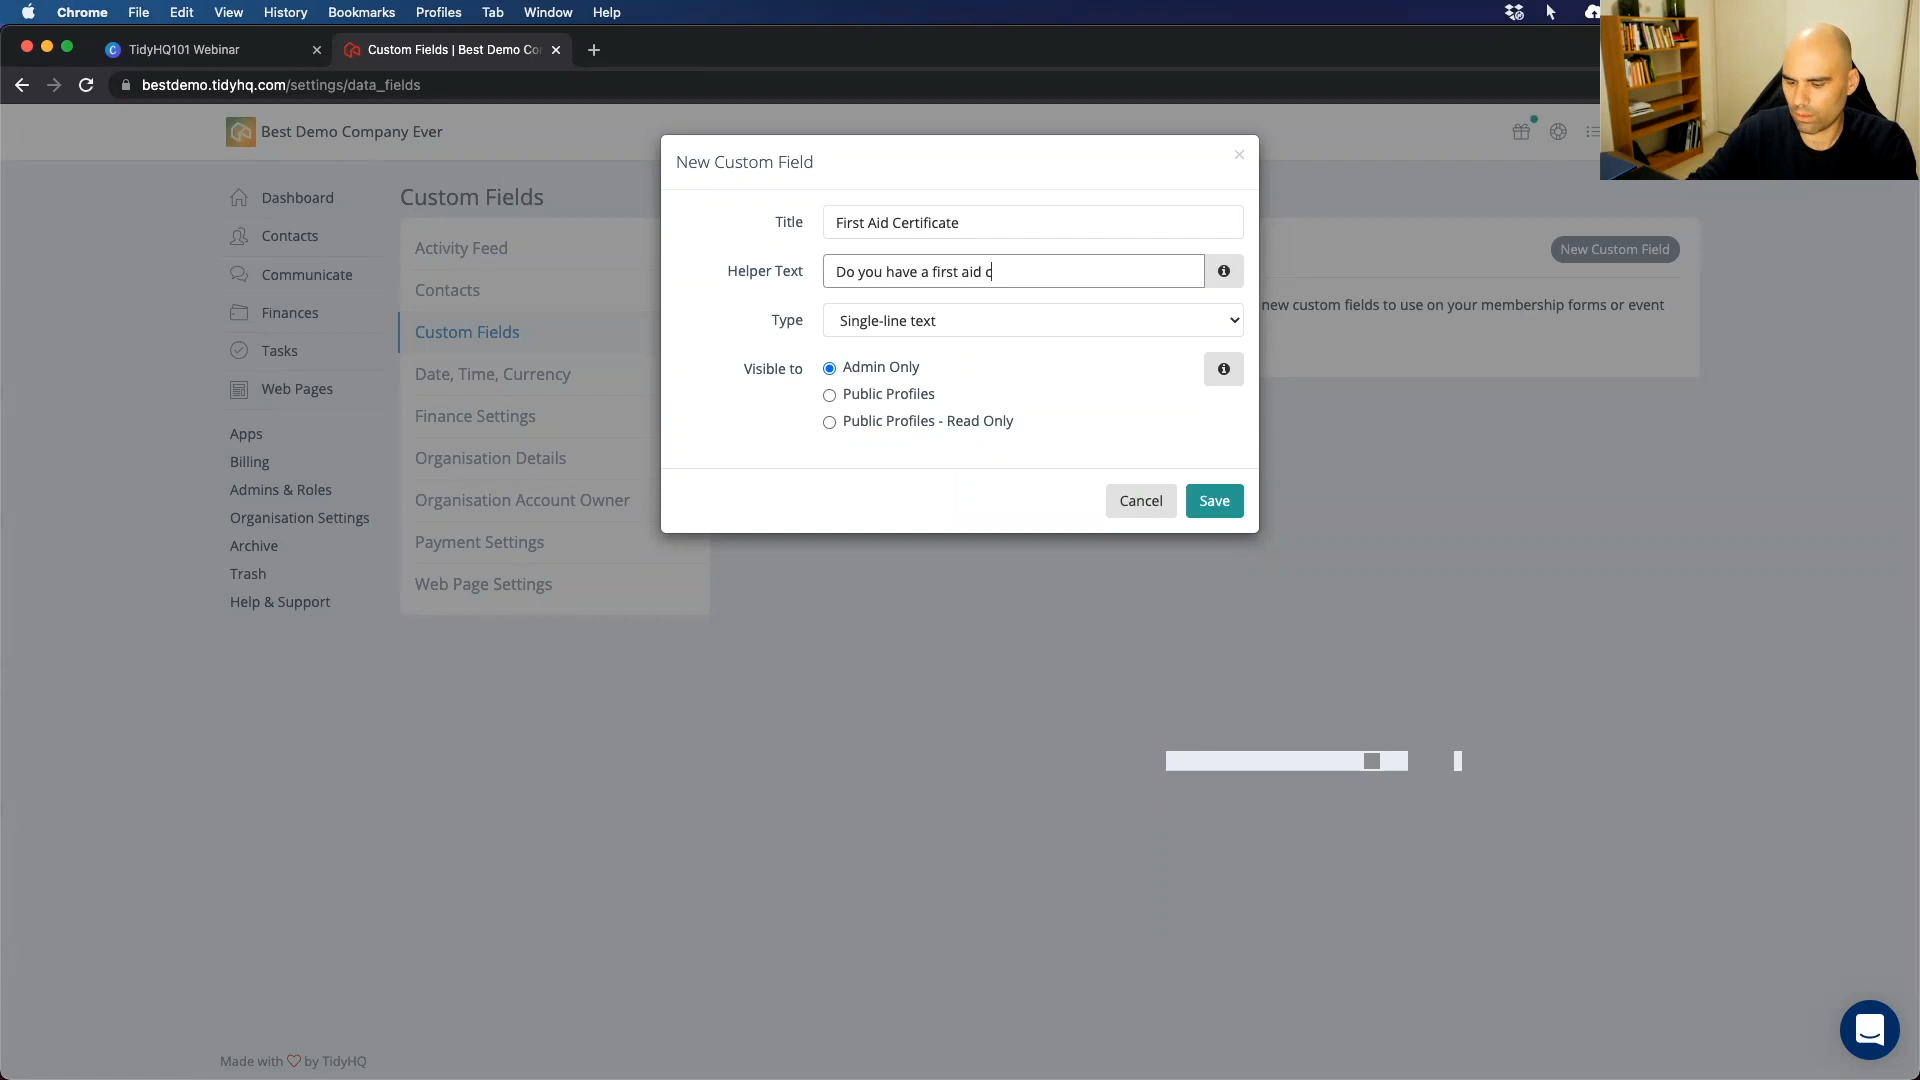 Chrome File Edit View History Bookmarks Profiles Tab Window Help
TidyHQ101 Webinar
Custom Fields | Best Demo Co
bestdemo.tidyhq.com/settings/data_fields
Best Demo Company Ever
Dashboard
Contacts
Communicate
Finances
Tasks
Web Pages
Apps
Billing
Admins & Roles
Organisation Settings
Archive
Trash
Help & Support
Custom Fields
Activity Feed
Contacts
Custom Fields
Date, Time, Currency
Finance Settings
Organisation Details
Organisation Account Owner
Payment Settings
Web Page Settings
New Custom Field
new custom fields to use on your membership forms or event
New Custom Field
Title
First Aid Certificate
Helper Text
Do you have a first aid c
Type
Single-line text
Visible to
Admin Only
Public Profiles
Public Profiles - Read Only
Cancel
Save
Made with by TidyHQ